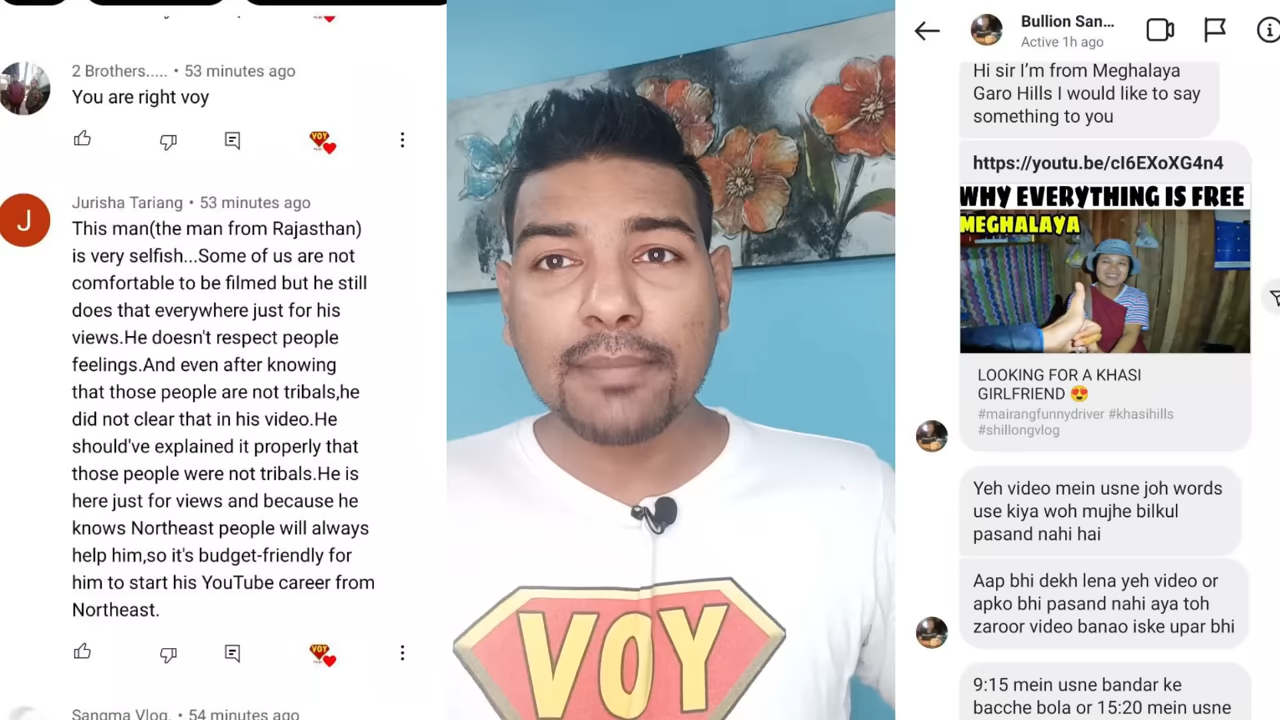 2 Brothers..... • 53 minutes ago
You are right voy
VOY
Jurisha Tariang • 53 minutes ago
This man(the man from Rajasthan)
is very selfish...Some of us are not
comfortable to be filmed but he still
does that everywhere just for his
views.He doesn't respect people
feelings.And even after knowing
that those people are not tribals,he
did not clear that in his video.He
should've explained it properly that
those people were not tribals.He is
here just for views and because he
knows Northeast people will always
help him,so it's budget-friendly for
him to start his YouTube career from
Northeast.
VOY
Sangma Vlog. • 54 minutes ago
VOY
Bullion San...
Active 1h ago
Hi sir I'm from Meghalaya
Garo Hills I would like to say
something to you
https://youtu.be/cI6EXoXG4n4
WHY EVERYTHING IS FREE
MEGHALAYA
LOOKING FOR A KHASI
GIRLFRIEND 😍
#mairangfunnydriver #khasihills
#shillongvlog
Yeh video mein usne joh words
use kiya woh mujhe bilkul
pasand nahi hai
Aap bhi dekh lena yeh video or
apko bhi pasand nahi aya toh
zaroor video banao iske upar bhi
9:15 mein usne bandar ke
bacche bola or 15:20 mein usne